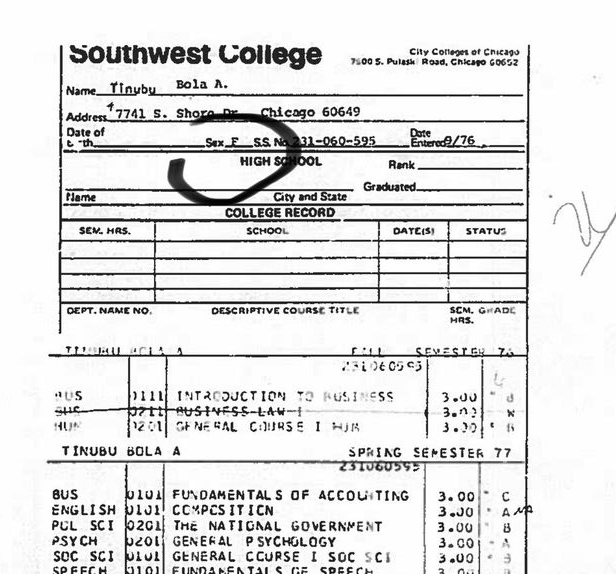 Southwest College
City Colleges of Chicago
7500 S. Pulaski Road, Chicago 60652
Name Tinubu Bola A.
Address 7741 S. Shore Dr Chicago 60649
Date of Sex F S.S. No. 231-060-595 Date Entered 9/76
HIGH SCHOOL Rank
Graduated
Name City and State
COLLEGE RECORD
SEM. HRS. SCHOOL DATE(S) STATUS
DEPT. NAME NO. DESCRIPTIVE COURSE TITLE SEM. GRADE
HRS.
TINUBU BOLA A FALL SEMESTER 76
231060595
BUS 0111 INTRODUCTION TO BUSINESS 3.00
BUS 0211 BUSINESS LAW I 3.00 W
HUM 0201 GENERAL COURSE I HUM 3.00
TINUBU BOLA A SPRING SEMESTER 77
231060595
BUS 0101 FUNDAMENTALS OF ACCOUNTING 3.00 C
ENGLISH 0101 COMPOSITION 3.00 A
POL SCI 0201 THE NATIONAL GOVERNMENT 3.00 B
PSYCH 0201 GENERAL PSYCHOLOGY 3.00 A
SOC SCI 0101 GENERAL COURSE I SOC SCI 3.00
SPEECH 0101 FUNDAMENTALS OF SPEECH 3.00